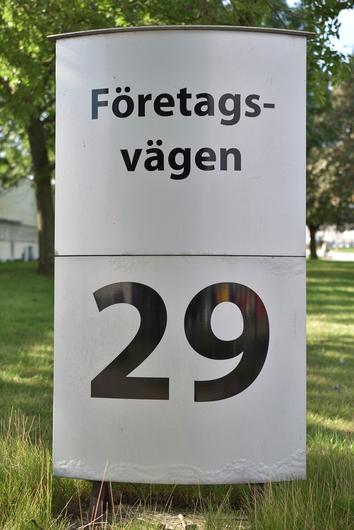 Företags-
vägen
29